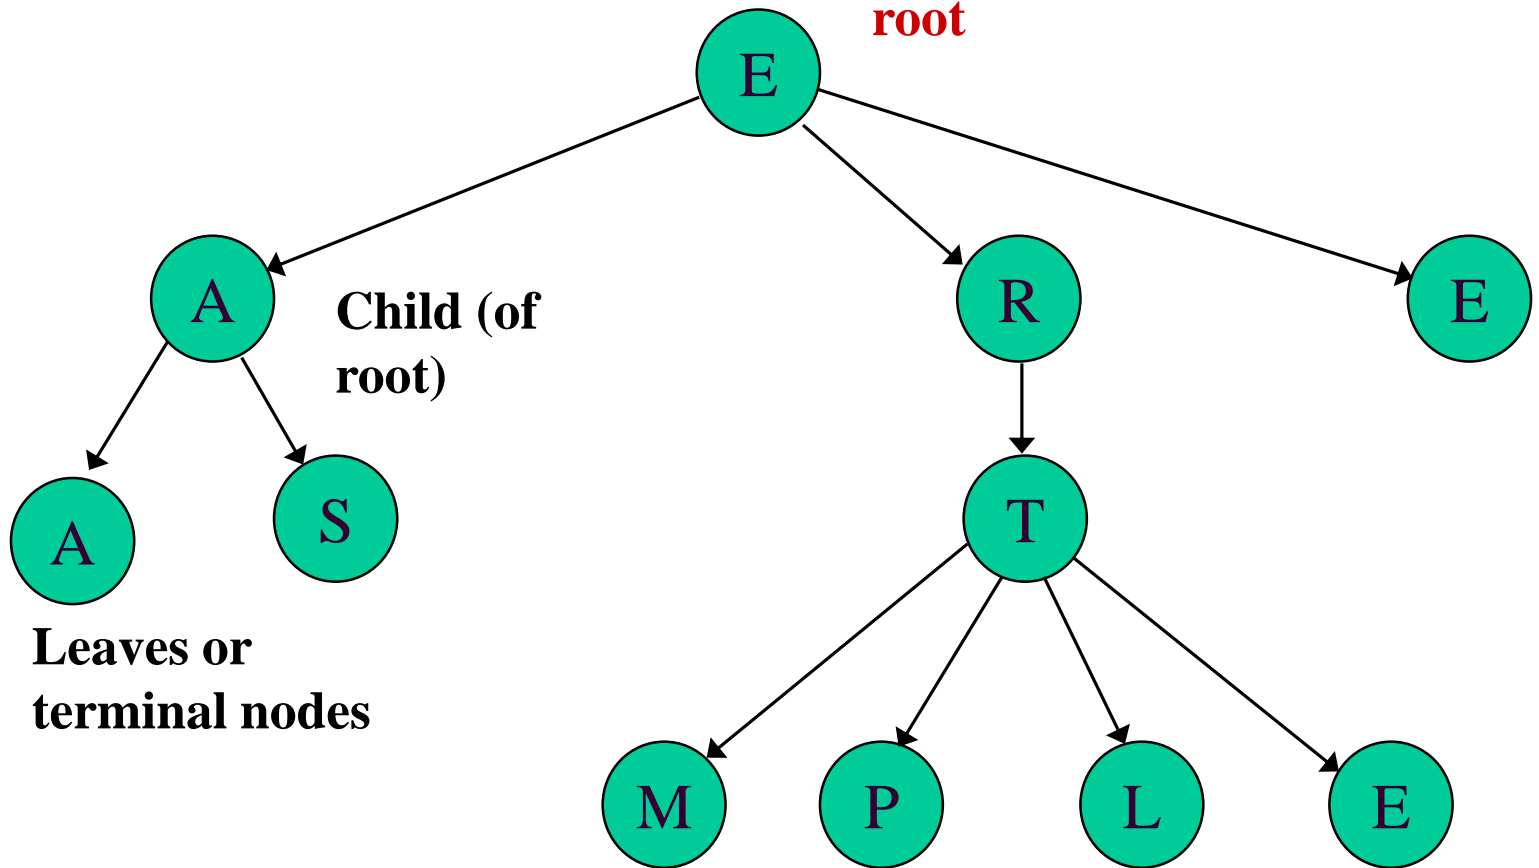 root
E
A
R
E
Child (of
root)
A
S
T
Leaves or
terminal nodes
M
P
L
E